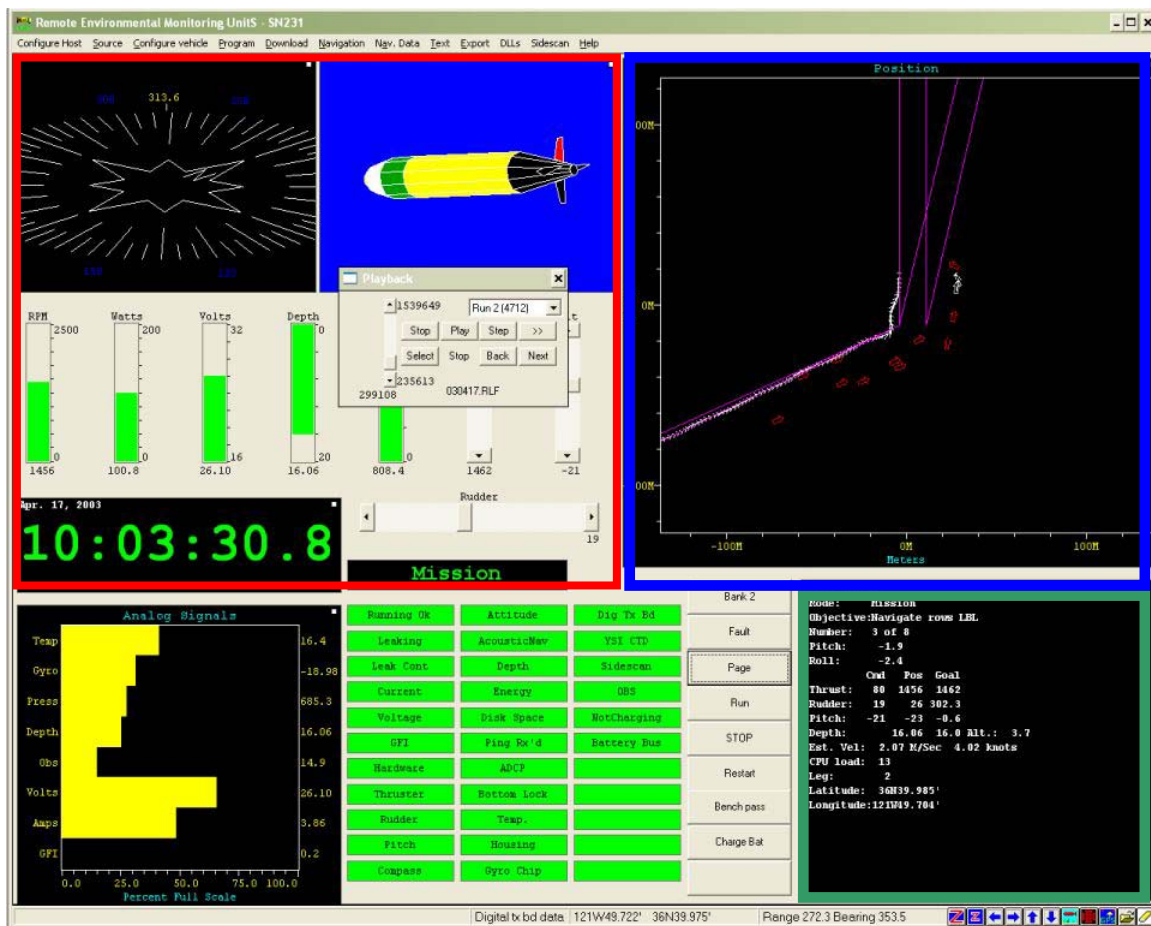 Remote Environmental Monitoring UnitS - SN231
Configure Host Source Configure vehicle Program Download Navigation Nav. Data Text Export DLLs Sidescan Help
313.6
Position
00M
0M
00M
-100M 0M 100M
Meters
Playback
1539649
Run 2 (4712)
Stop Play Step >>
Select Stop Back Next
235613
299108
030417.RLF
RPM Watts Volts Depth
2500 200 32 0
0 0 16 20
1456 100.8 26.10 16.06 808.4 1462 -21
Apr. 17, 2003
10:03:30.8
Rudder
19
Mission
Analog Signals
Temp 16.4
Gyro -18.98
Press 685.3
Depth 16.06
Obs 14.9
Volts 26.10
Amps 3.86
GFI 0.2
0.0 25.0 50.0 75.0 100.0
Percent Full Scale
Running Ok Attitude Dig Tx Bd
Leaking AcousticNav YSI CTD
Leak Cont Depth Sidescan
Current Energy OBS
Voltage Disk Space NotCharging
GFI Ping Rx'd Battery Bus
Hardware ADCP
Thruster Bottom Lock
Rudder Temp.
Pitch Housing
Compass Gyro Chip
Bank 2
Fault
Page
Run
STOP
Restart
Bench pass
Charge Bat
Mode: Mission
Objective:Navigate rows LBL
Number: 3 of 8
Pitch: -1.9
Roll: -2.4
Cmd Pos Goal
Thrust: 80 1456 1462
Rudder: 19 26 302.3
Pitch: -21 -23 -0.6
Depth: 16.06 16.0 Alt.: 3.7
Est. Vel: 2.07 M/Sec 4.02 knots
CPU load: 13
Leg: 2
Latitude: 36N39.985'
Longitude:121W49.704'
Digital tx bd data 121W49.722' 36N39.975' Range 272.3 Bearing 353.5